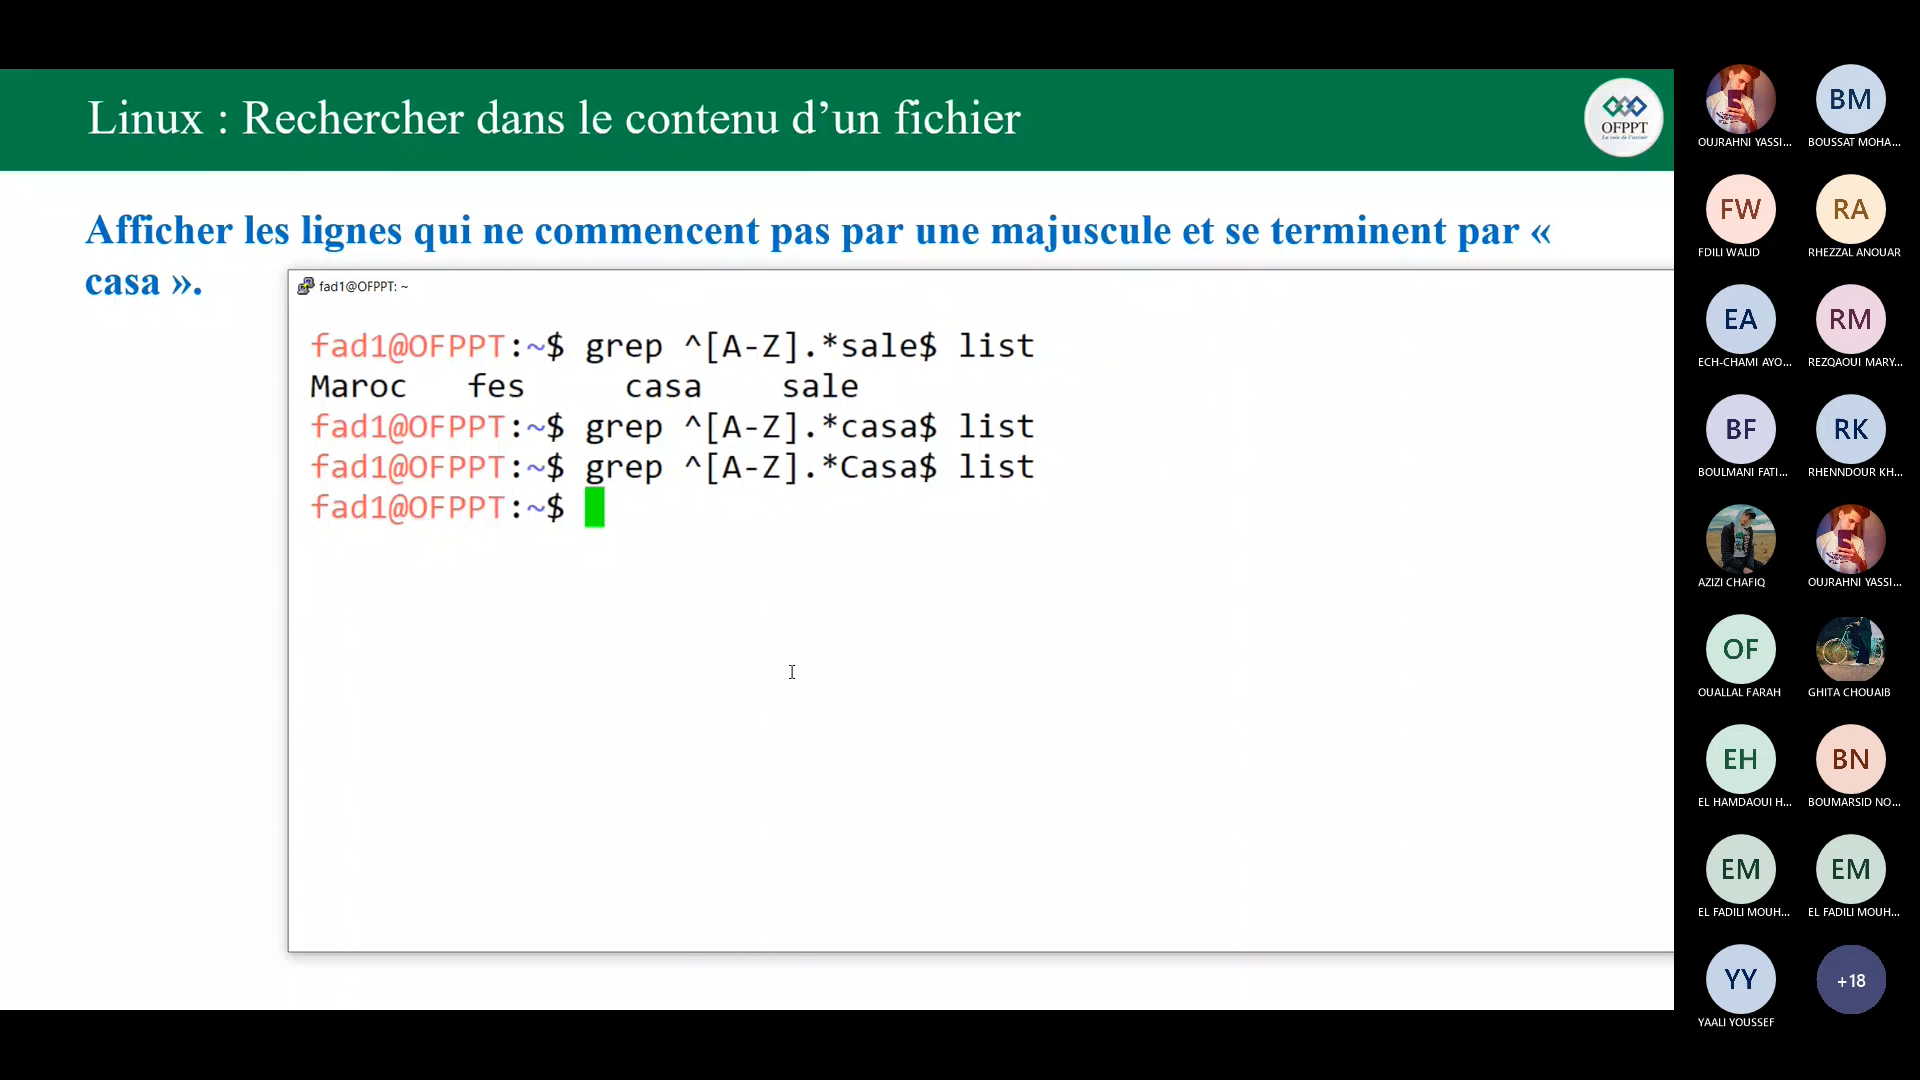 Linux : Rechercher dans le contenu d’un fichier
OFPPT
Afficher les lignes qui ne commencent pas par une majuscule et se terminent par «
casa ».
fad1@OFPPT: ~
fad1@OFPPT:~$ grep ^[A-Z].*sale$ list
Maroc fes casa sale
fad1@OFPPT:~$ grep ^[A-Z].*casa$ list
fad1@OFPPT:~$ grep ^[A-Z].*Casa$ list
fad1@OFPPT:~$
OUJRAHNI YASSI...
BM
BOUSSAT MOHA...
FW
FDILI WALID
RA
RHEZZAL ANOUAR
EA
ECH-CHAMI AYO...
RM
REZQAOUI MARY...
BF
BOULMANI FATI...
RK
RHENNDOUR KH...
AZIZI CHAFIQ
OUJRAHNI YASSI...
OF
OUALLAL FARAH
GHITA CHOUAIB
EH
EL HAMDAOUI H...
BN
BOUMARSID NO...
EM
EL FADILI MOUH...
EM
EL FADILI MOUH...
YY
YAALI YOUSSEF
+18